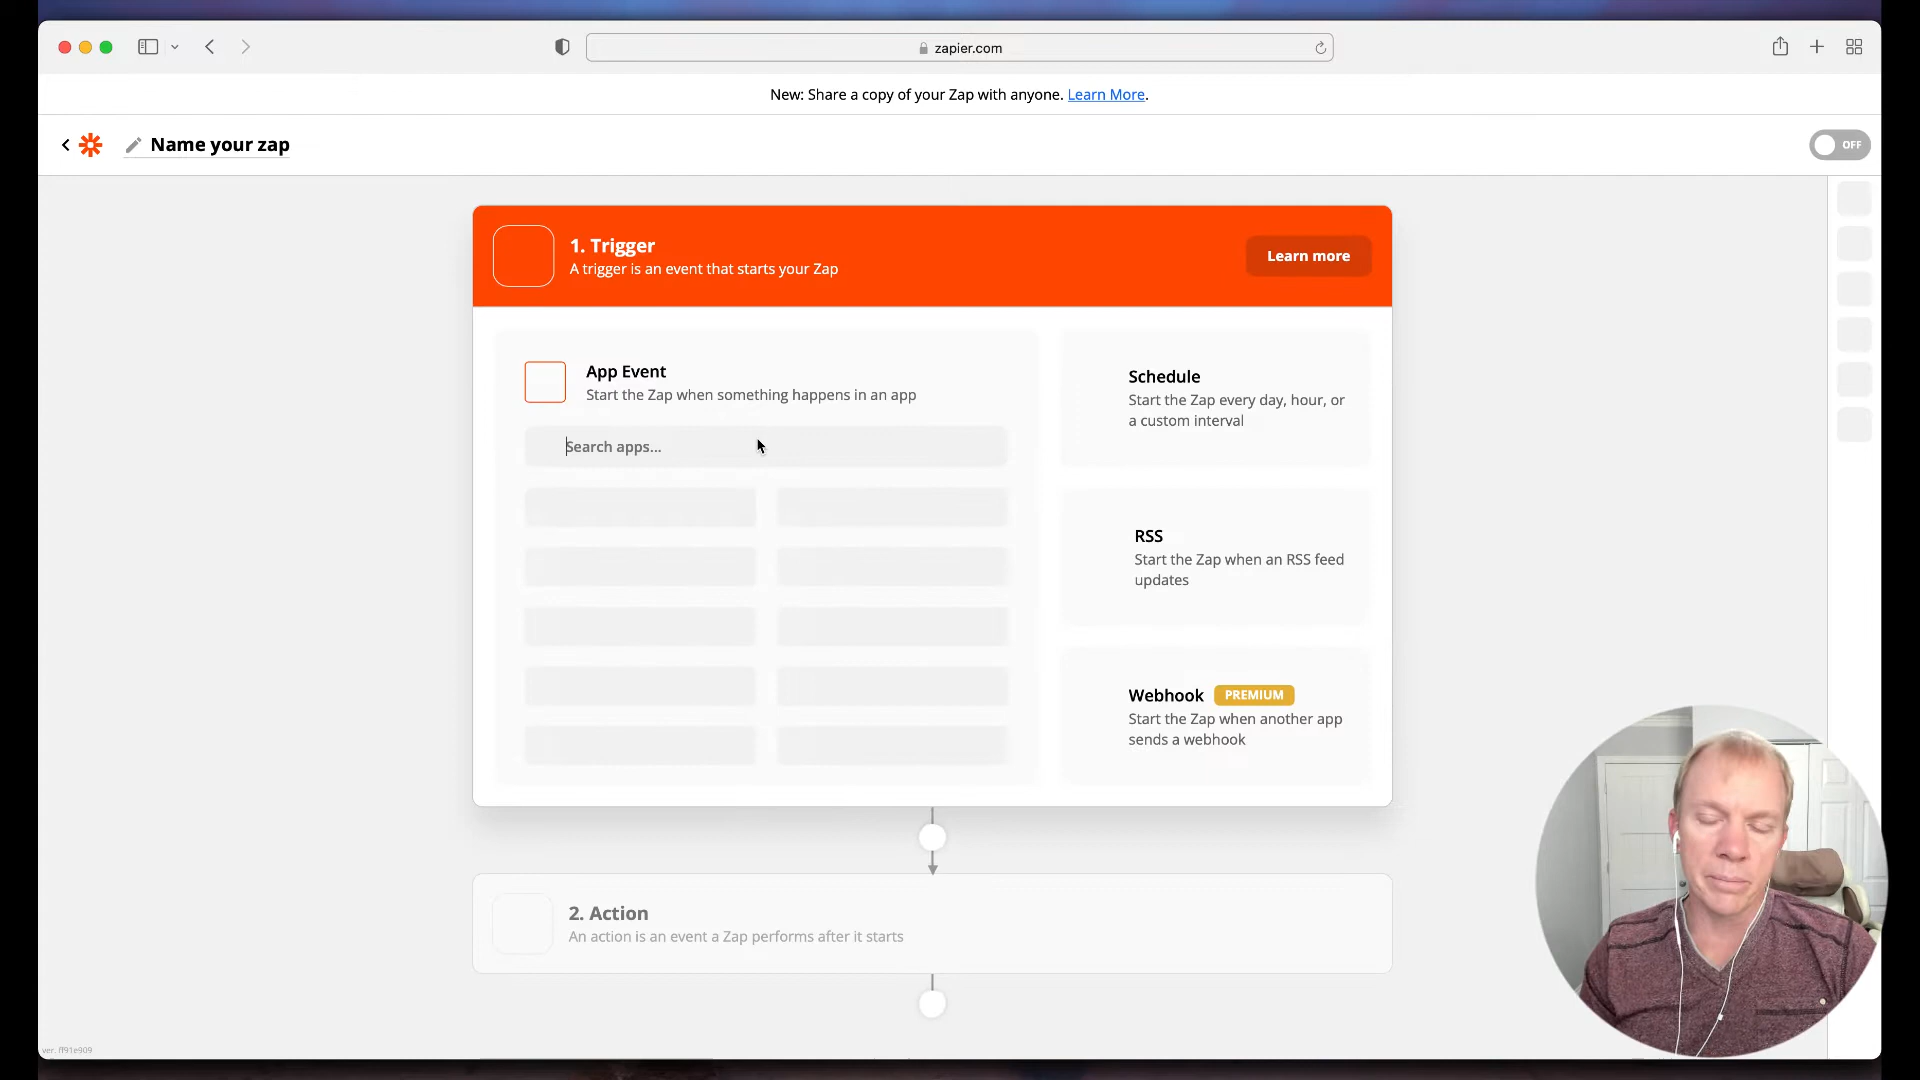 zapier.com
New: Share a copy of your Zap with anyone. Learn More.
Name your zap
OFF
1. Trigger
A trigger is an event that starts your Zap
Learn more
App Event
Start the Zap when something happens in an app
Search apps...
Schedule
Start the Zap every day, hour, or
a custom interval
RSS
Start the Zap when an RSS feed
updates
Webhook PREMIUM
Start the Zap when another app
sends a webhook
2. Action
An action is an event a Zap performs after it starts
ver. ff91e909